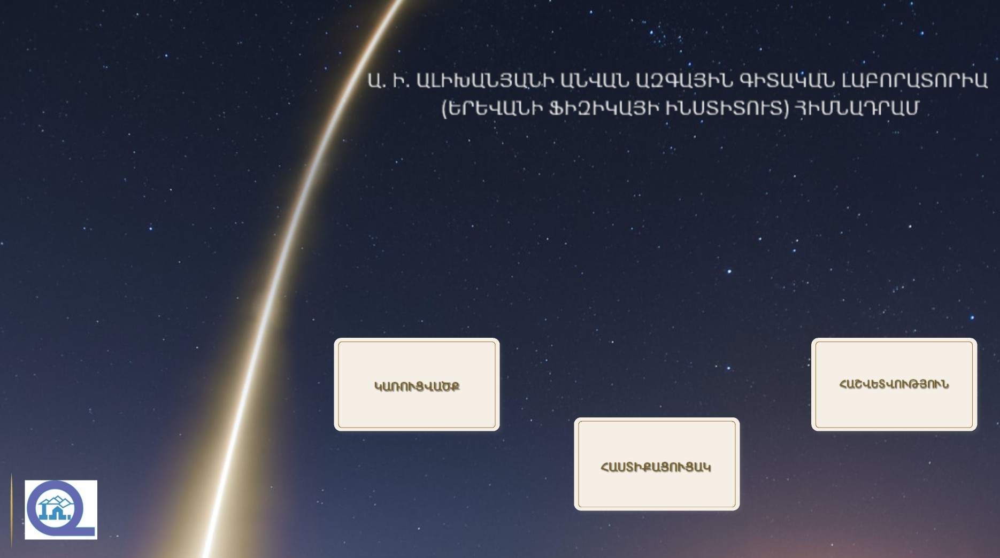 Ա. Ի. ԱԼԻԽԱՆՅԱՆԻ ԱՆՎԱՆ ԱԶԳԱՅԻՆ ԳԻՏԱԿԱՆ ԼԱԲՈՐԱՏՈՐԻԱ
(ԵՐԵՎԱՆԻ ՖԻԶԻԿԱՅԻ ԻՆՍՏԻՏՈՒՏ) ՀԻՄՆԱԴՐԱՄ
ԿԱՌՈՒՑՎԱԾՔ
ՀԱՇՎԵՏՎՈՒԹՅՈՒՆ
ՀԱՍՏԻՔԱՑՈՒՑԱԿ